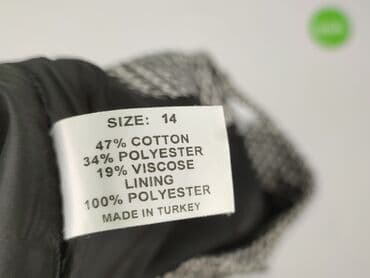 SIZE: 14
47% COTTON
34% POLYESTER
19% VISCOSE
LINING
100% POLYESTER
MADE IN TURKEY